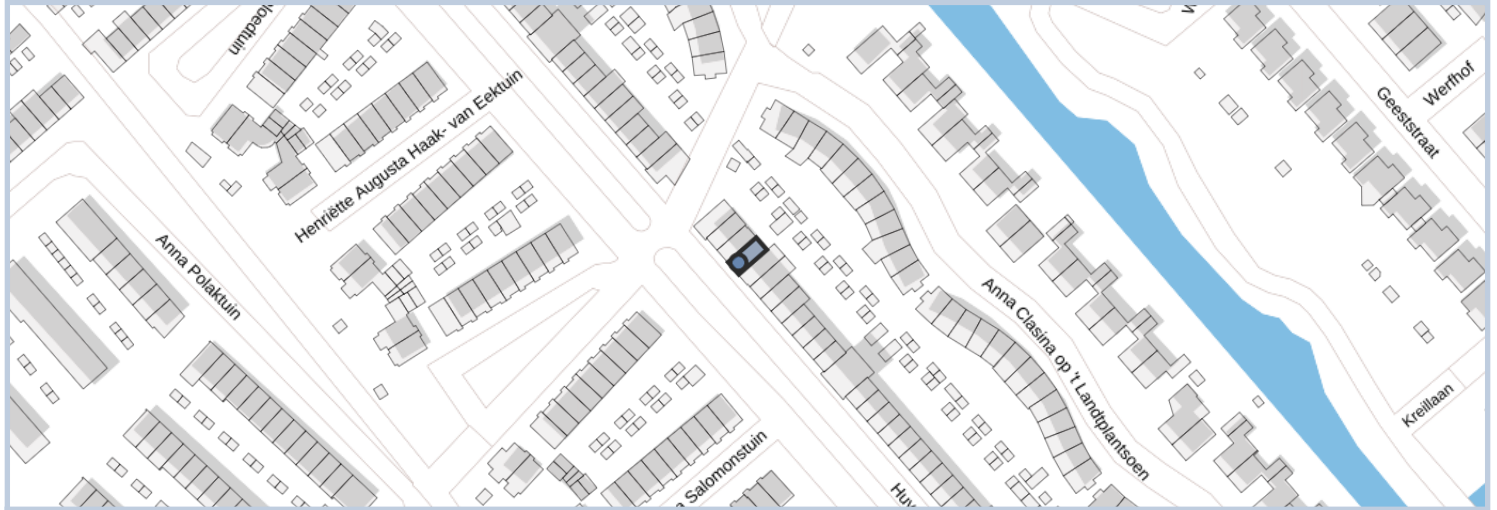 Werfhof
Geeststraat
Henriëtte Augusta Haak- van Eektuin
Anna Polaktuin
Anna Clasina op 't Landtplantsoen
Kreillaan
Salomonstuin